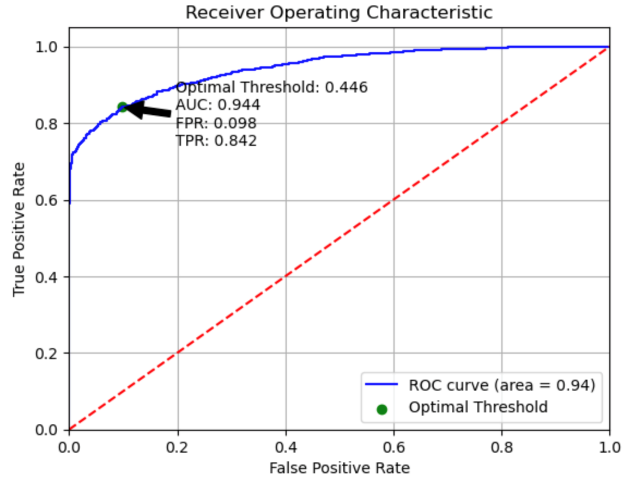 Receiver Operating Characteristic
1.0
0.8
0.6
0.4
0.2
0.0
True Positive Rate
Optimal Threshold: 0.446
AUC: 0.944
FPR: 0.098
TPR: 0.842
ROC curve (area = 0.94)
Optimal Threshold
0.0 0.2 0.4 0.6 0.8 1.0
False Positive Rate